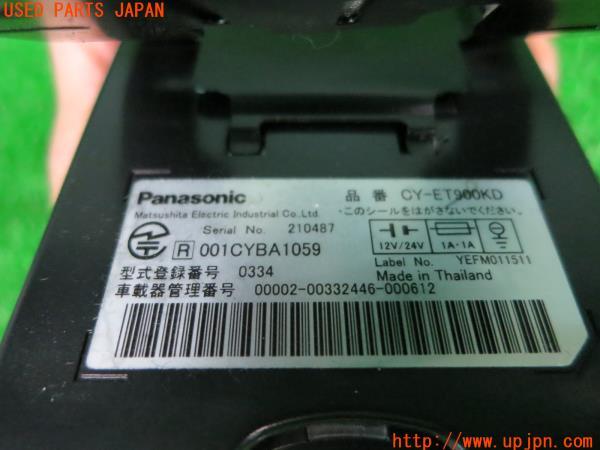 USED PARTS JAPAN
Panasonic
品 番 CY-ET900KD
Matsushita Electric Industrial Co.,Ltd.
・このシールをはがさないでください。
Serial No. 210487
R 001CYBA1059
12V/24V 1A・1A
Label No. YEFM011511
型式登録番号 0334
Made in Thailand
車載器管理番号 00002-00332446-000612
http://www.upjpn.com/